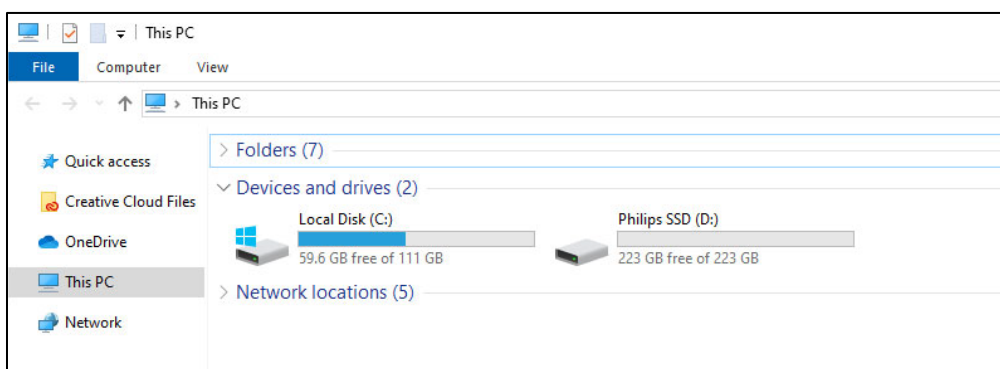 This PC
File Computer View
This PC
Quick access
Creative Cloud Files
OneDrive
This PC
Network
Folders (7)
Devices and drives (2)
Local Disk (C:)
59.6 GB free of 111 GB
Philips SSD (D:)
223 GB free of 223 GB
Network locations (5)